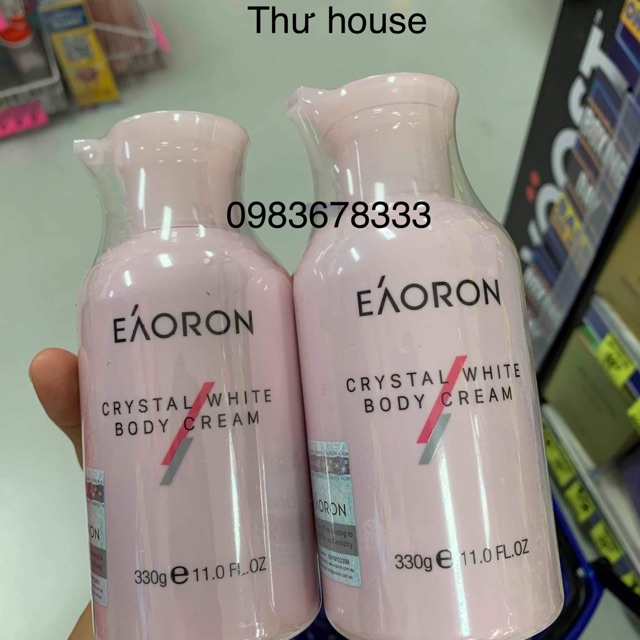 Thư house
0983678333
EAORON
CRYSTAL WHITE
BODY CREAM
330g e 11.0 FL.OZ
EAORON
CRYSTAL WHITE
BODY CREAM
ORON
330g e 11.0 FL.OZ